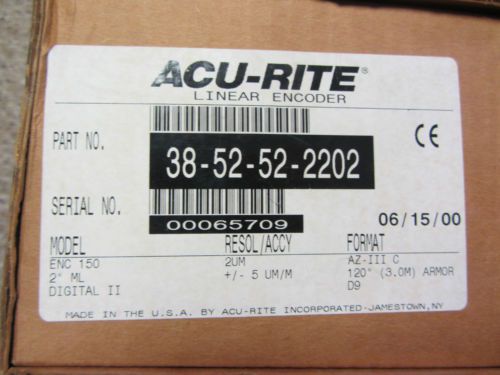 ACU-RITE®
LINEAR ENCODER
PART NO.
38-52-52-2202
CE
SERIAL NO.
00065709
06/15/00
MODEL RESOL/ACCY FORMAT
ENC 150 2UM AZ-III C
2" ML +/- 5 UM/M 120" (3.0M) ARMOR
DIGITAL II D9
MADE IN THE U.S.A. BY ACU-RITE INCORPORATED-JAMESTOWN,NY